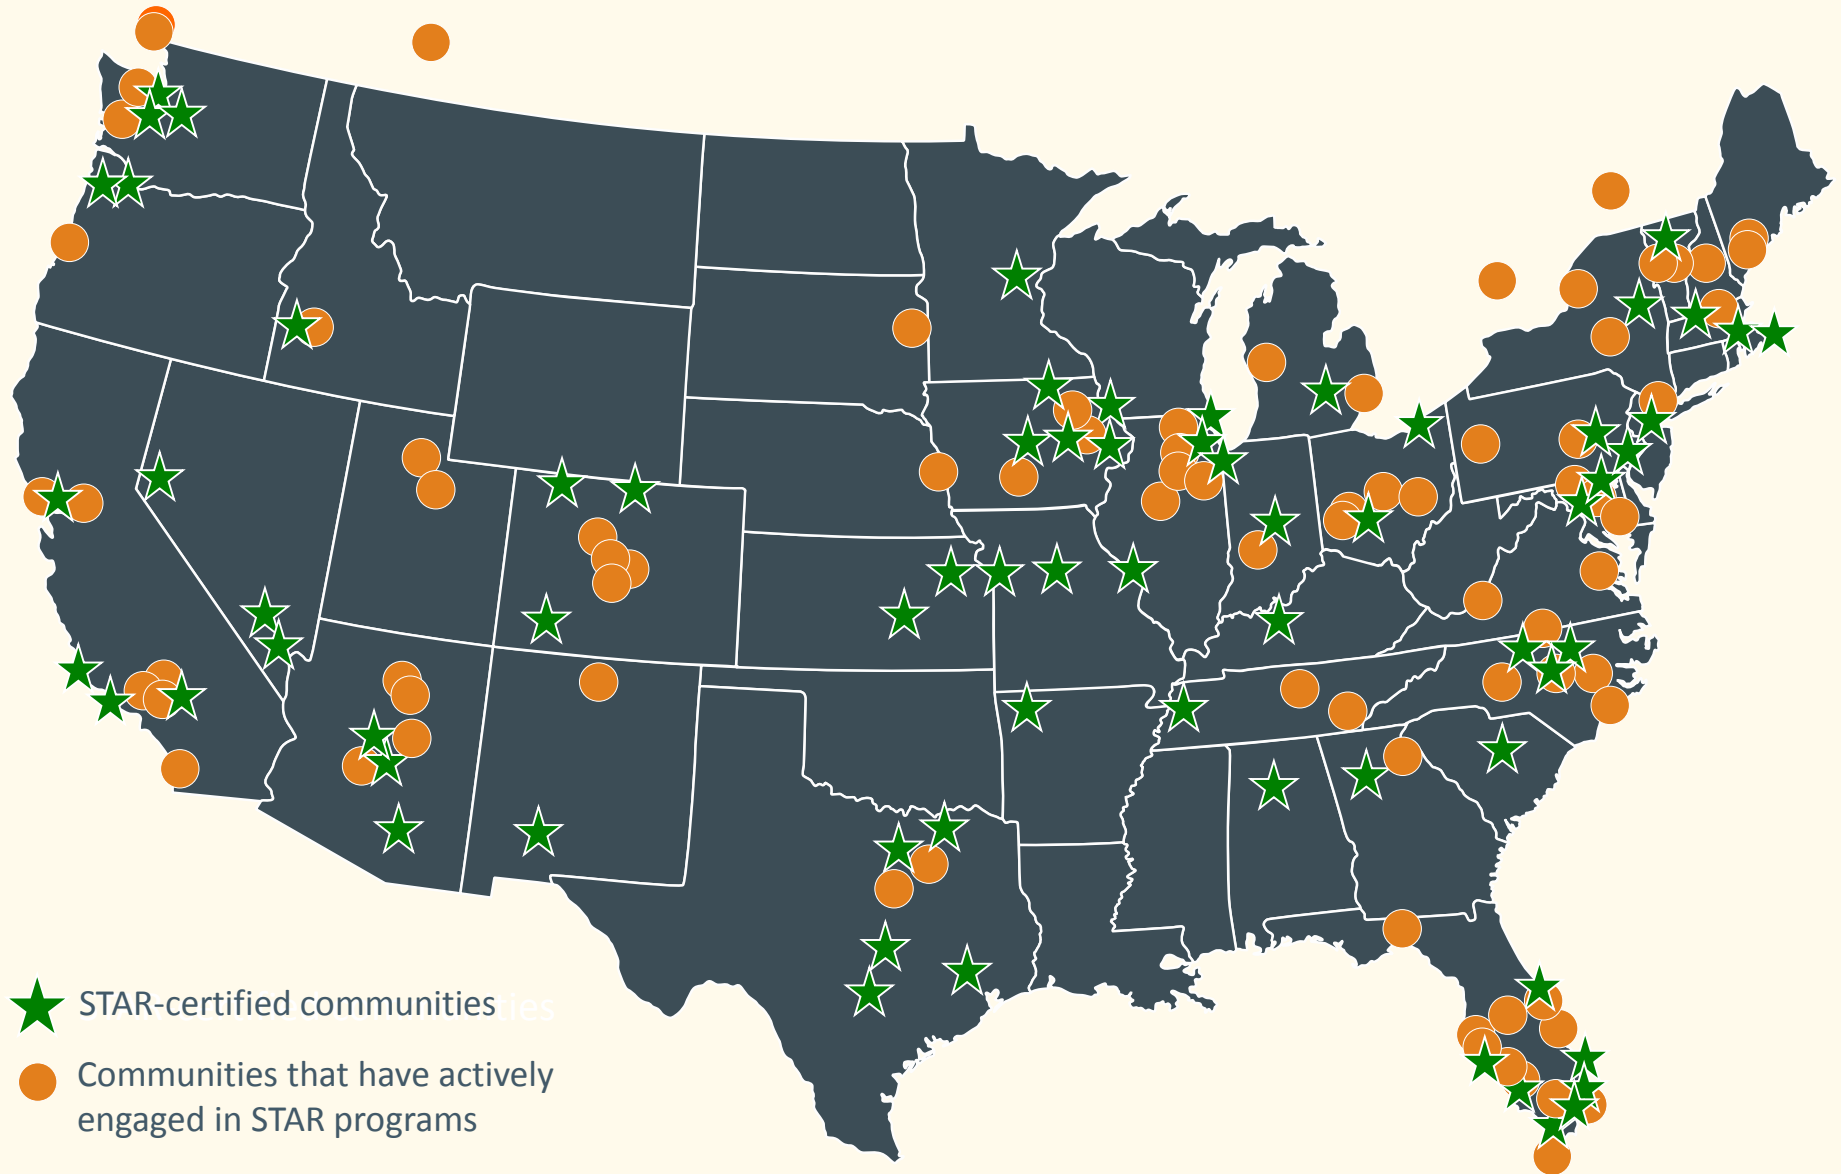 STAR-certified communities
Communities that have actively
engaged in STAR programs